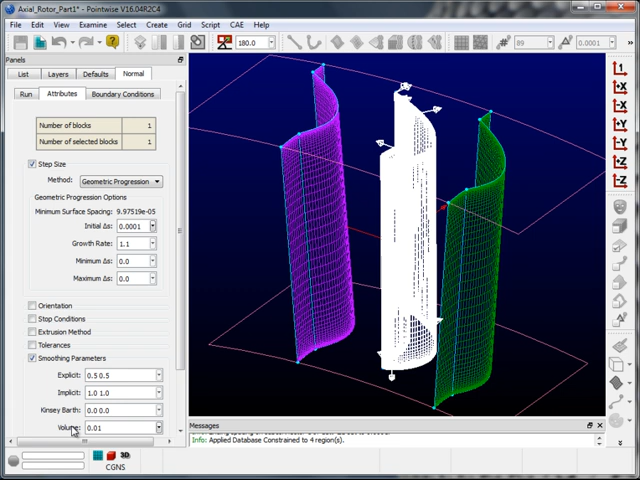 Axial_Rotor_Part1* - Pointwise V16.04R2C4
File Edit View Examine Select Create Grid Script CAE Help
180.0 89 0.0001
Panels
List Layers Defaults Normal
Run Attributes Boundary Conditions
Number of blocks 1
Number of selected blocks 1
Step Size
Method: Geometric Progression
Geometric Progression Options
Minimum Surface Spacing: 9.97519e-05
Initial Δs: 0.0001
Growth Rate: 1.1
Minimum Δs: 0.0
Maximum Δs: 0.0
Orientation
Stop Conditions
Extrusion Method
Tolerances
Smoothing Parameters
Explicit: 0.5 0.5
Implicit: 1.0 1.0
Kinsey Barth: 0.0 0.0
Volume: 0.01
1
+X
-X
+Y
-Y
+Z
-Z
Messages
Info: Applied Database Constrained to 4 region(s).
3D
CGNS